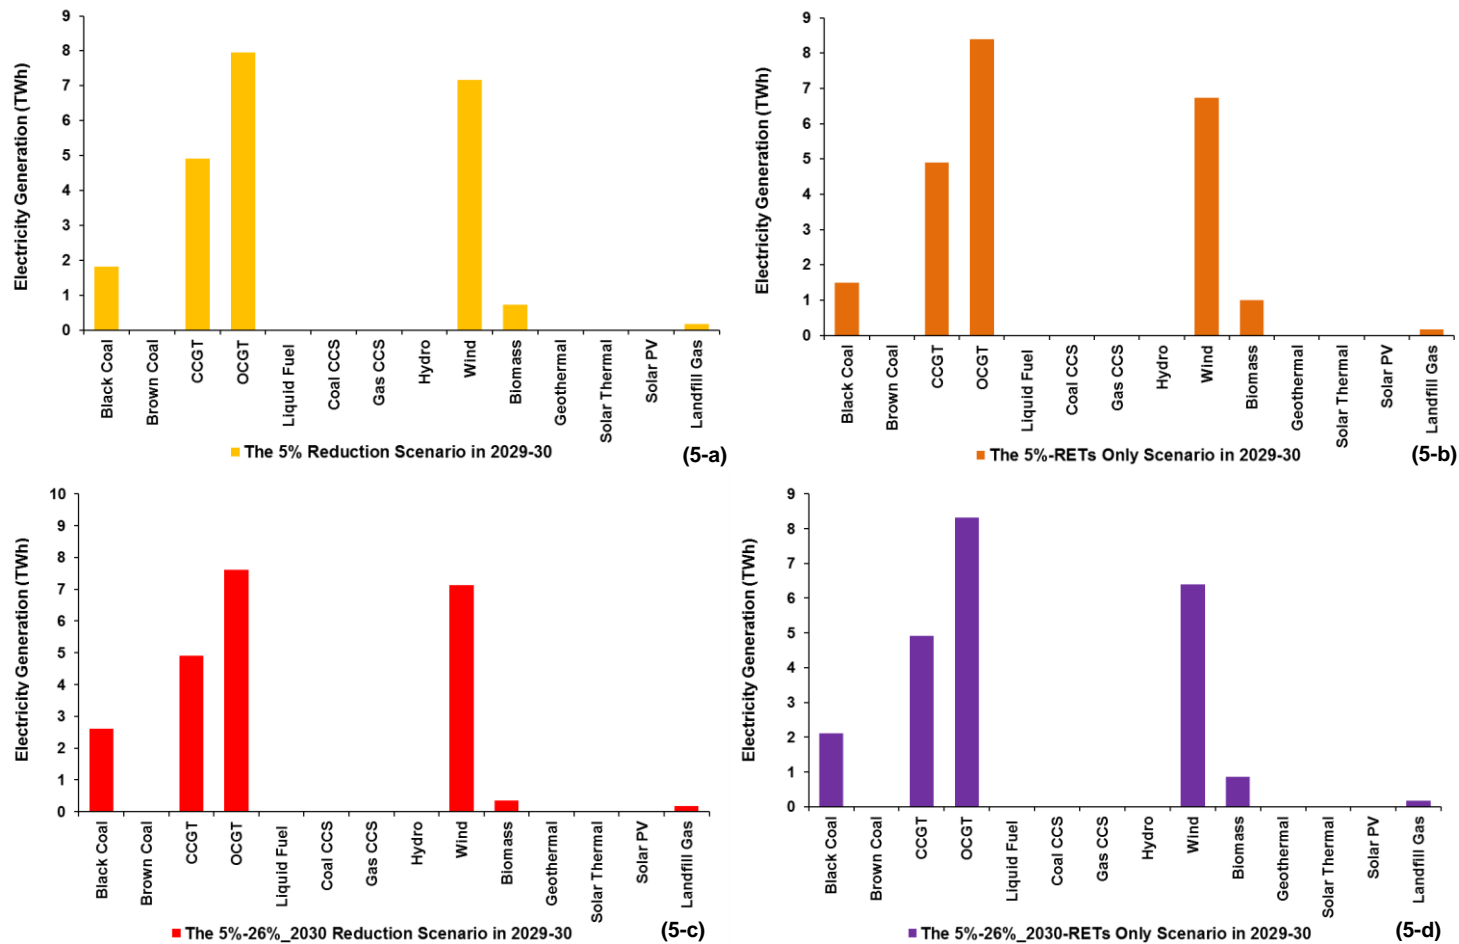 Electricity Generation (TWh)
9
8
7
6
5
4
3
2
1
0
Black Coal
Brown Coal
CCGT
OCGT
Liquid Fuel
Coal CCS
Gas CCS
Hydro
Wind
Biomass
Geothermal
Solar Thermal
Solar PV
Landfill Gas
The 5% Reduction Scenario in 2029-30
(5-a)
Electricity Generation (TWh)
9
8
7
6
5
4
3
2
1
0
Black Coal
Brown Coal
CCGT
OCGT
Liquid Fuel
Coal CCS
Gas CCS
Hydro
Wind
Biomass
Geothermal
Solar Thermal
Solar PV
Landfill Gas
The 5%-RETs Only Scenario in 2029-30
(5-b)
Electricity Generation (TWh)
10
9
8
7
6
5
4
3
2
1
0
Black Coal
Brown Coal
CCGT
OCGT
Liquid Fuel
Coal CCS
Gas CCS
Hydro
Wind
Biomass
Geothermal
Solar Thermal
Solar PV
Landfill Gas
The 5%-26%_2030 Reduction Scenario in 2029-30
(5-c)
Electricity Generation (TWh)
9
8
7
6
5
4
3
2
1
0
Black Coal
Brown Coal
CCGT
OCGT
Liquid Fuel
Coal CCS
Gas CCS
Hydro
Wind
Biomass
Geothermal
Solar Thermal
Solar PV
Landfill Gas
The 5%-26%_2030-RETs Only Scenario in 2029-30
(5-d)